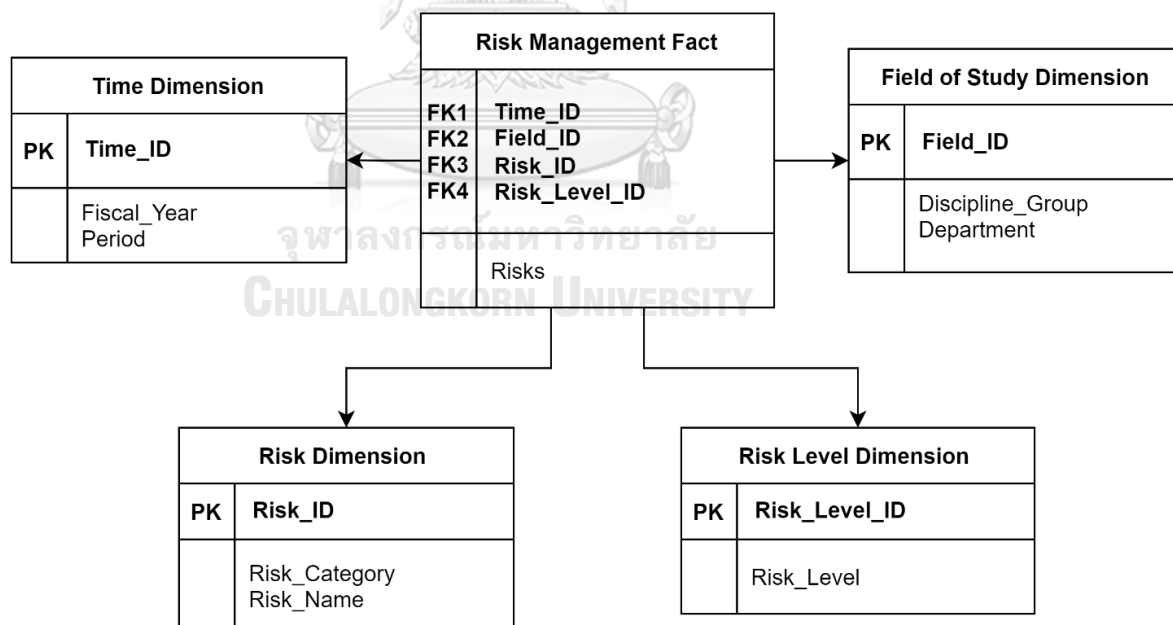 Risk Management Fact
FK1 Time_ID
FK2 Field_ID
FK3 Risk_ID
FK4 Risk_Level_ID
Risks
Time Dimension
PK Time_ID
Fiscal_Year
Period
Field of Study Dimension
PK Field_ID
Discipline_Group
Department
จุฬาลงกรณ์มหาวิทยาลัย
CHULALONGKORN UNIVERSITY
Risk Dimension
PK Risk_ID
Risk_Category
Risk_Name
Risk Level Dimension
PK Risk_Level_ID
Risk_Level